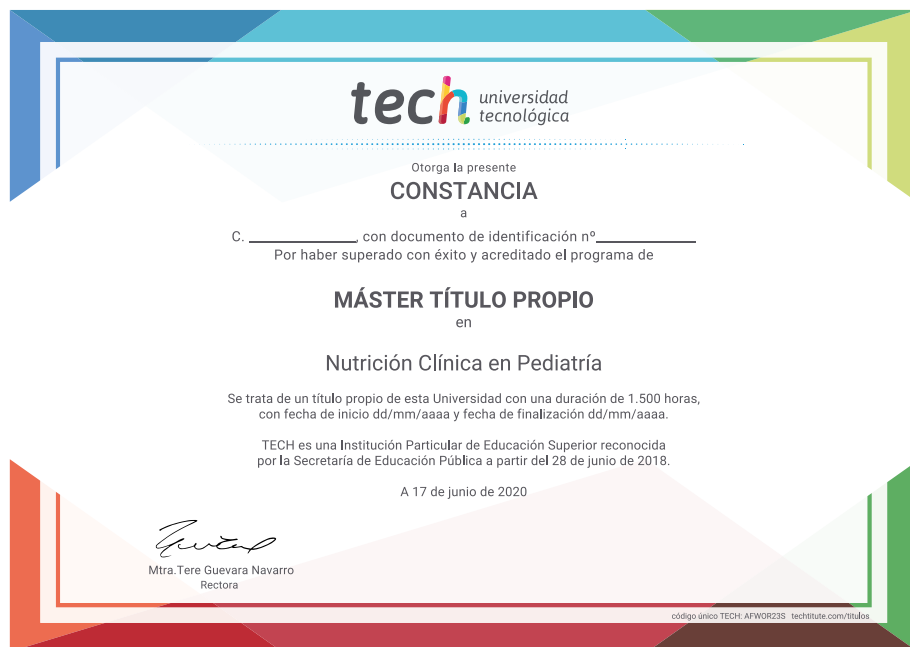 tech universidad
tecnológica
Otorga la presente
CONSTANCIA
a
C. ____________, con documento de identificación nº____________
Por haber superado con éxito y acreditado el programa de
MÁSTER TÍTULO PROPIO
en
Nutrición Clínica en Pediatría
Se trata de un título propio de esta Universidad con una duración de 1.500 horas,
con fecha de inicio dd/mm/aaaa y fecha de finalización dd/mm/aaaa.
TECH es una Institución Particular de Educación Superior reconocida
por la Secretaría de Educación Pública a partir del 28 de junio de 2018.
A 17 de junio de 2020
Mtra.Tere Guevara Navarro
Rectora
código único TECH: AFWOR23S techtitute.com/titulos